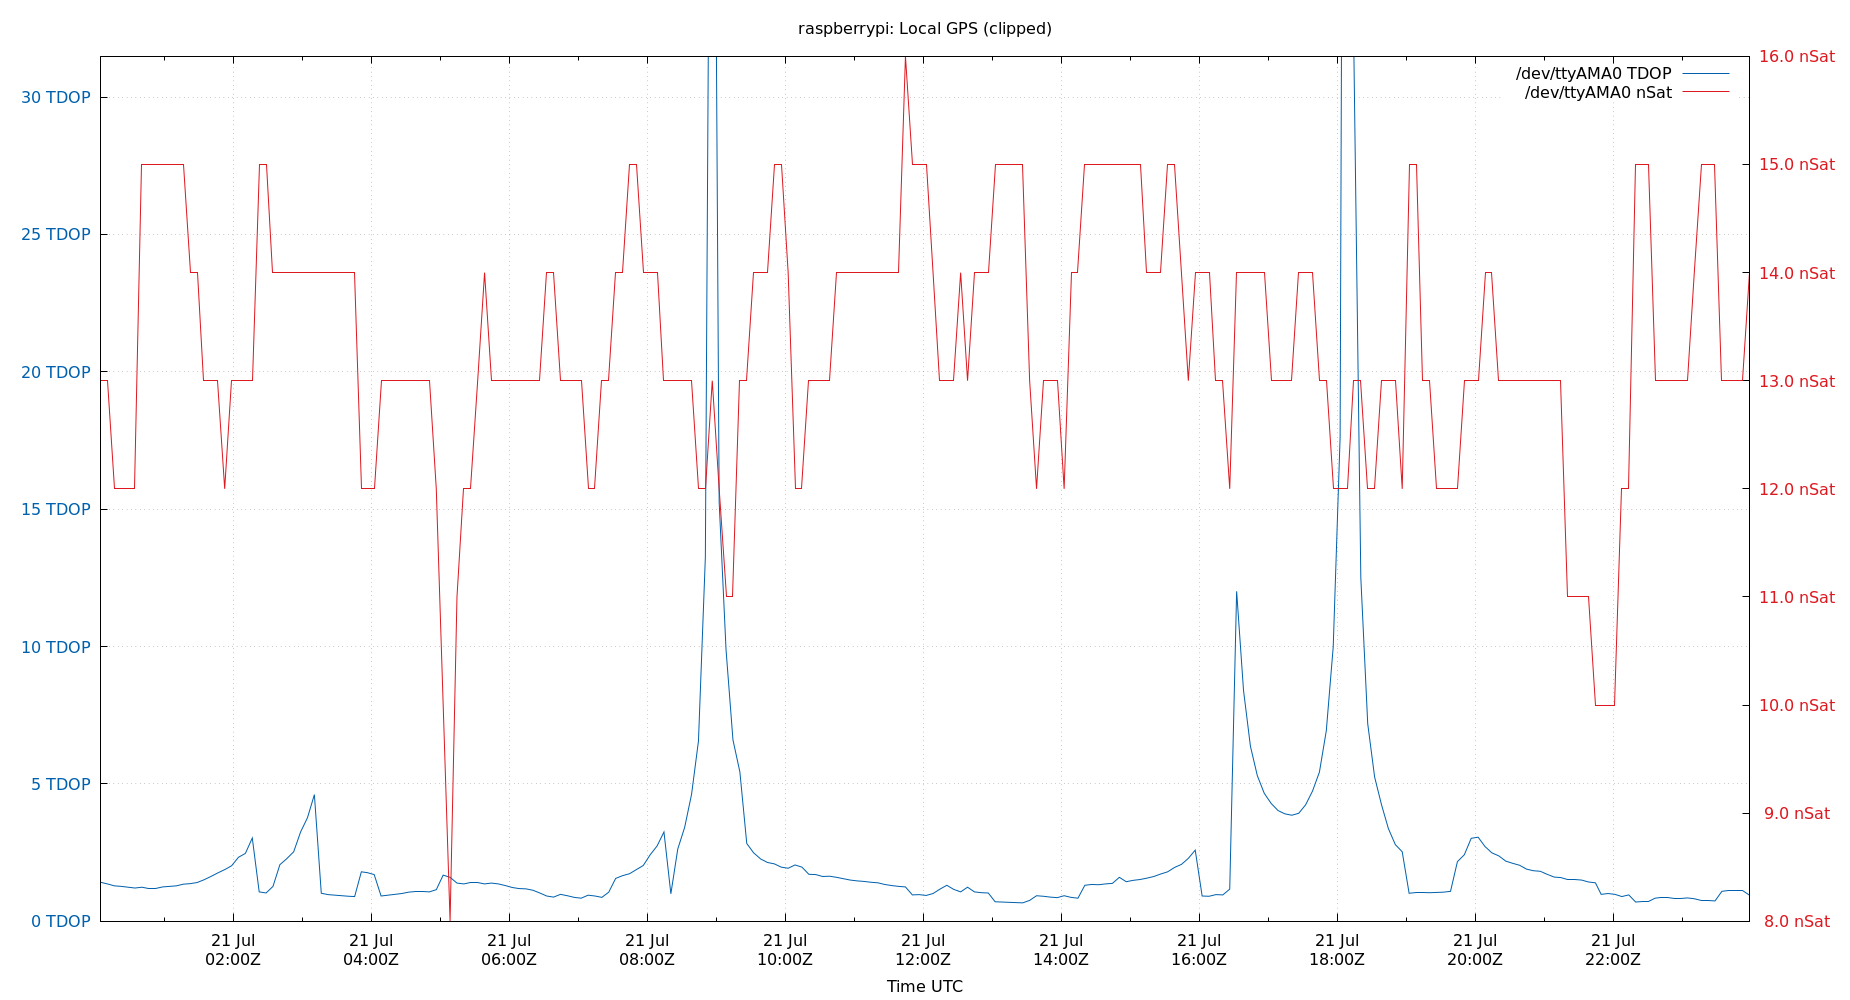 raspberrypi: Local GPS (clipped)
/dev/ttyAMA0 TDOP
/dev/ttyAMA0 nSat
30 TDOP
25 TDOP
20 TDOP
15 TDOP
10 TDOP
5 TDOP
0 TDOP
16.0 nSat
15.0 nSat
14.0 nSat
13.0 nSat
12.0 nSat
11.0 nSat
10.0 nSat
9.0 nSat
8.0 nSat
21 Jul
02:00Z
21 Jul
04:00Z
21 Jul
06:00Z
21 Jul
08:00Z
21 Jul
10:00Z
21 Jul
12:00Z
21 Jul
14:00Z
21 Jul
16:00Z
21 Jul
18:00Z
21 Jul
20:00Z
21 Jul
22:00Z
Time UTC